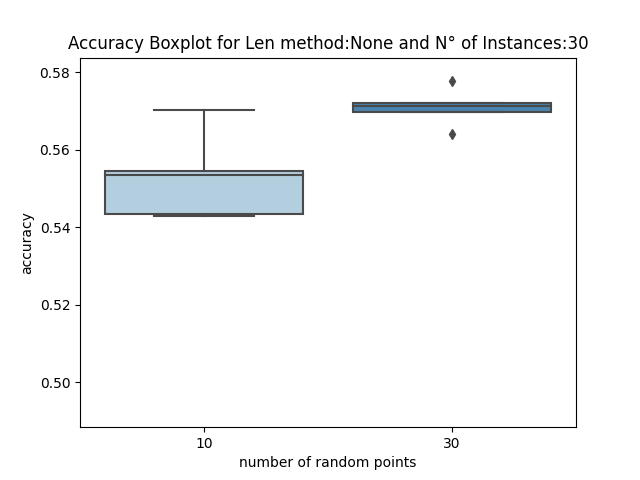 Accuracy Boxplot for Len method:None and N° of Instances:30
0.58
0.56
0.54
0.52
0.50
accuracy
10
30
number of random points